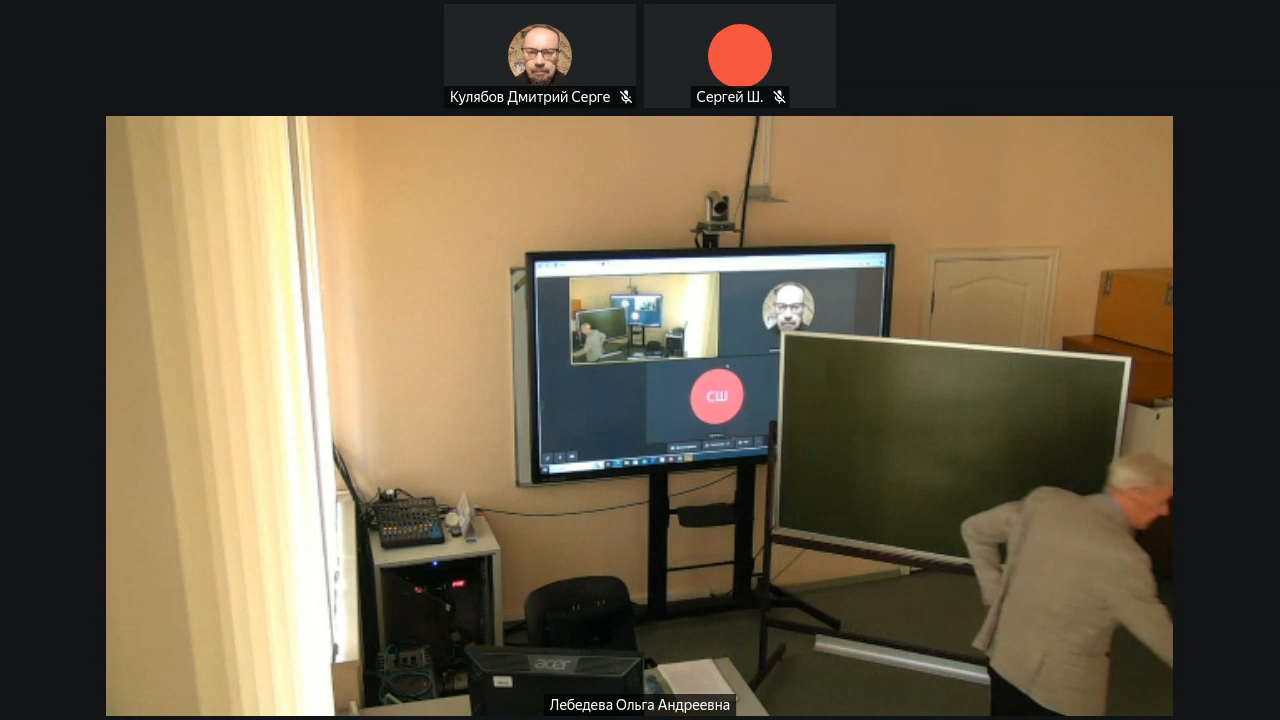 Кулябов Дмитрий Серге
Сергей Ш.
СШ
acer
Лебедева Ольга Андреевна